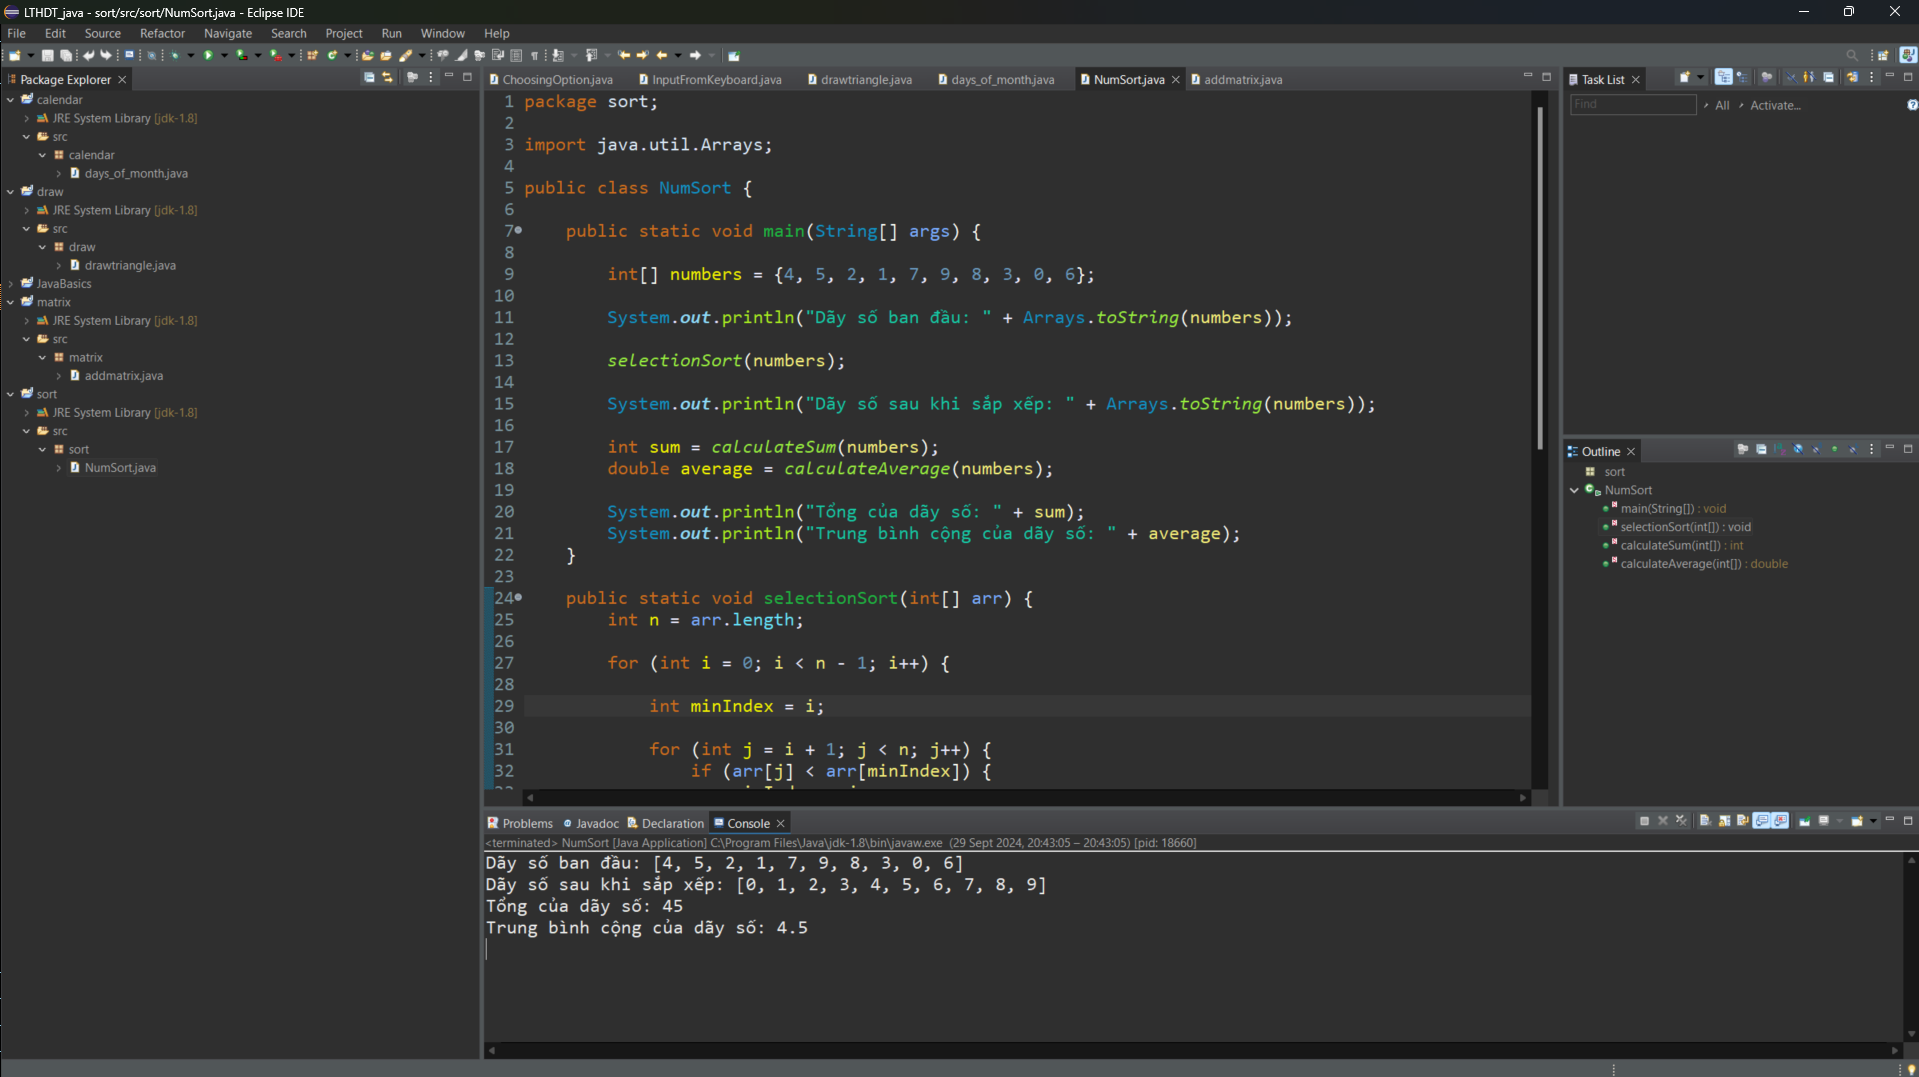 LTHDT_java - sort/src/sort/NumSort.java - Eclipse IDE
File Edit Source Refactor Navigate Search Project Run Window Help
Package Explorer
calendar
JRE System Library [jdk-1.8]
src
calendar
days_of_month.java
draw
JRE System Library [jdk-1.8]
src
draw
drawtriangle.java
JavaBasics
matrix
JRE System Library [jdk-1.8]
src
matrix
addmatrix.java
sort
JRE System Library [jdk-1.8]
src
sort
NumSort.java
ChoosingOption.java InputFromKeyboard.java drawtriangle.java days_of_month.java NumSort.java addmatrix.java
1 package sort;
2
3 import java.util.Arrays;
4
5 public class NumSort {
6
7 public static void main(String[] args) {
8
9 int[] numbers = {4, 5, 2, 1, 7, 9, 8, 3, 0, 6};
10
11 System.out.println("Dãy số ban đầu: " + Arrays.toString(numbers));
12
13 selectionSort(numbers);
14
15 System.out.println("Dãy số sau khi sắp xếp: " + Arrays.toString(numbers));
16
17 int sum = calculateSum(numbers);
18 double average = calculateAverage(numbers);
19
20 System.out.println("Tổng của dãy số: " + sum);
21 System.out.println("Trung bình cộng của dãy số: " + average);
22 }
23
24 public static void selectionSort(int[] arr) {
25 int n = arr.length;
26
27 for (int i = 0; i < n - 1; i++) {
28
29 int minIndex = i;
30
31 for (int j = i + 1; j < n; j++) {
32 if (arr[j] < arr[minIndex]) {
Task List
Find All Activate...
Outline
sort
NumSort
main(String[]) : void
selectionSort(int[]) : void
calculateSum(int[]) : int
calculateAverage(int[]) : double
Problems Javadoc Declaration Console
<terminated> NumSort [Java Application] C:\Program Files\Java\jdk-1.8\bin\javaw.exe (29 Sept 2024, 20:43:05 – 20:43:05) [pid: 18660]
Dãy số ban đầu: [4, 5, 2, 1, 7, 9, 8, 3, 0, 6]
Dãy số sau khi sắp xếp: [0, 1, 2, 3, 4, 5, 6, 7, 8, 9]
Tổng của dãy số: 45
Trung bình cộng của dãy số: 4.5